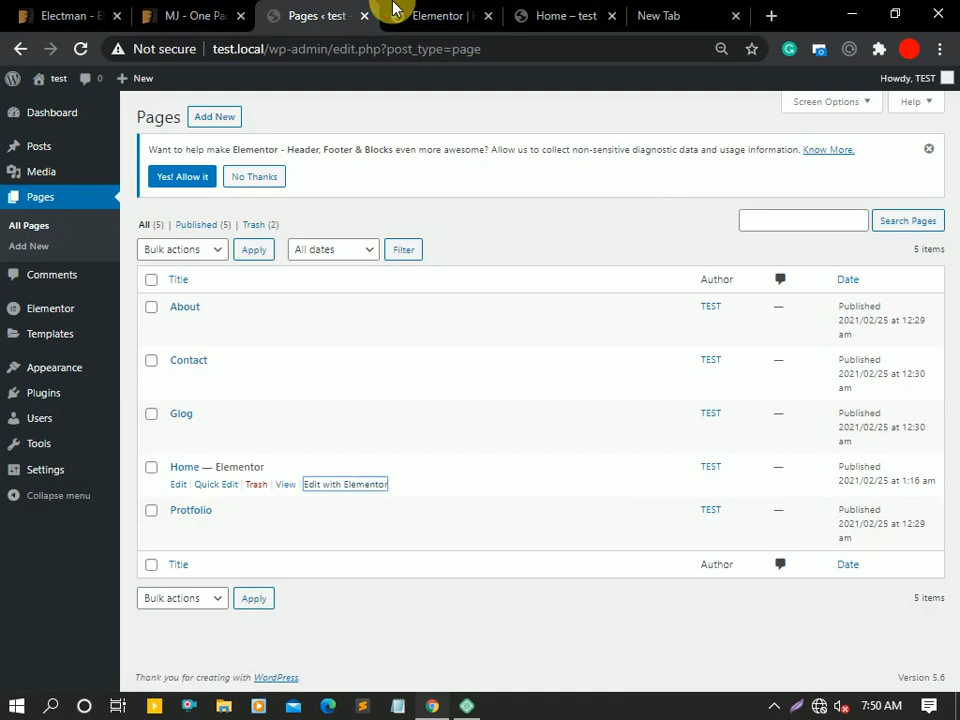 Electman - E
MJ - One Pa
Pages ‹ test -
Elementor | H
Home – test
New Tab
Not secure
test.local/wp-admin/edit.php?post_type=page
test
0
New
Howdy, TEST
Dashboard
Posts
Media
Pages
All Pages
Add New
Comments
Elementor
Templates
Appearance
Plugins
Users
Tools
Settings
Collapse menu
Screen Options
Help
Pages
Add New
Want to help make Elementor - Header, Footer & Blocks even more awesome? Allow us to collect non-sensitive diagnostic data and usage information. Know More.
Yes! Allow it
No Thanks
All (5) | Published (5) | Trash (2)
Search Pages
Bulk actions
Apply
All dates
Filter
5 items
Title
Author
Date
About
TEST
—
Published
2021/02/25 at 12:29
am
Contact
TEST
—
Published
2021/02/25 at 12:30
am
Glog
TEST
—
Published
2021/02/25 at 12:30
am
Home — Elementor
Edit | Quick Edit | Trash | View | Edit with Elementor
TEST
—
Published
2021/02/25 at 1:16 am
Protfolio
TEST
—
Published
2021/02/25 at 12:29
am
Title
Author
Date
Bulk actions
Apply
5 items
Thank you for creating with WordPress.
Version 5.6
7:50 AM